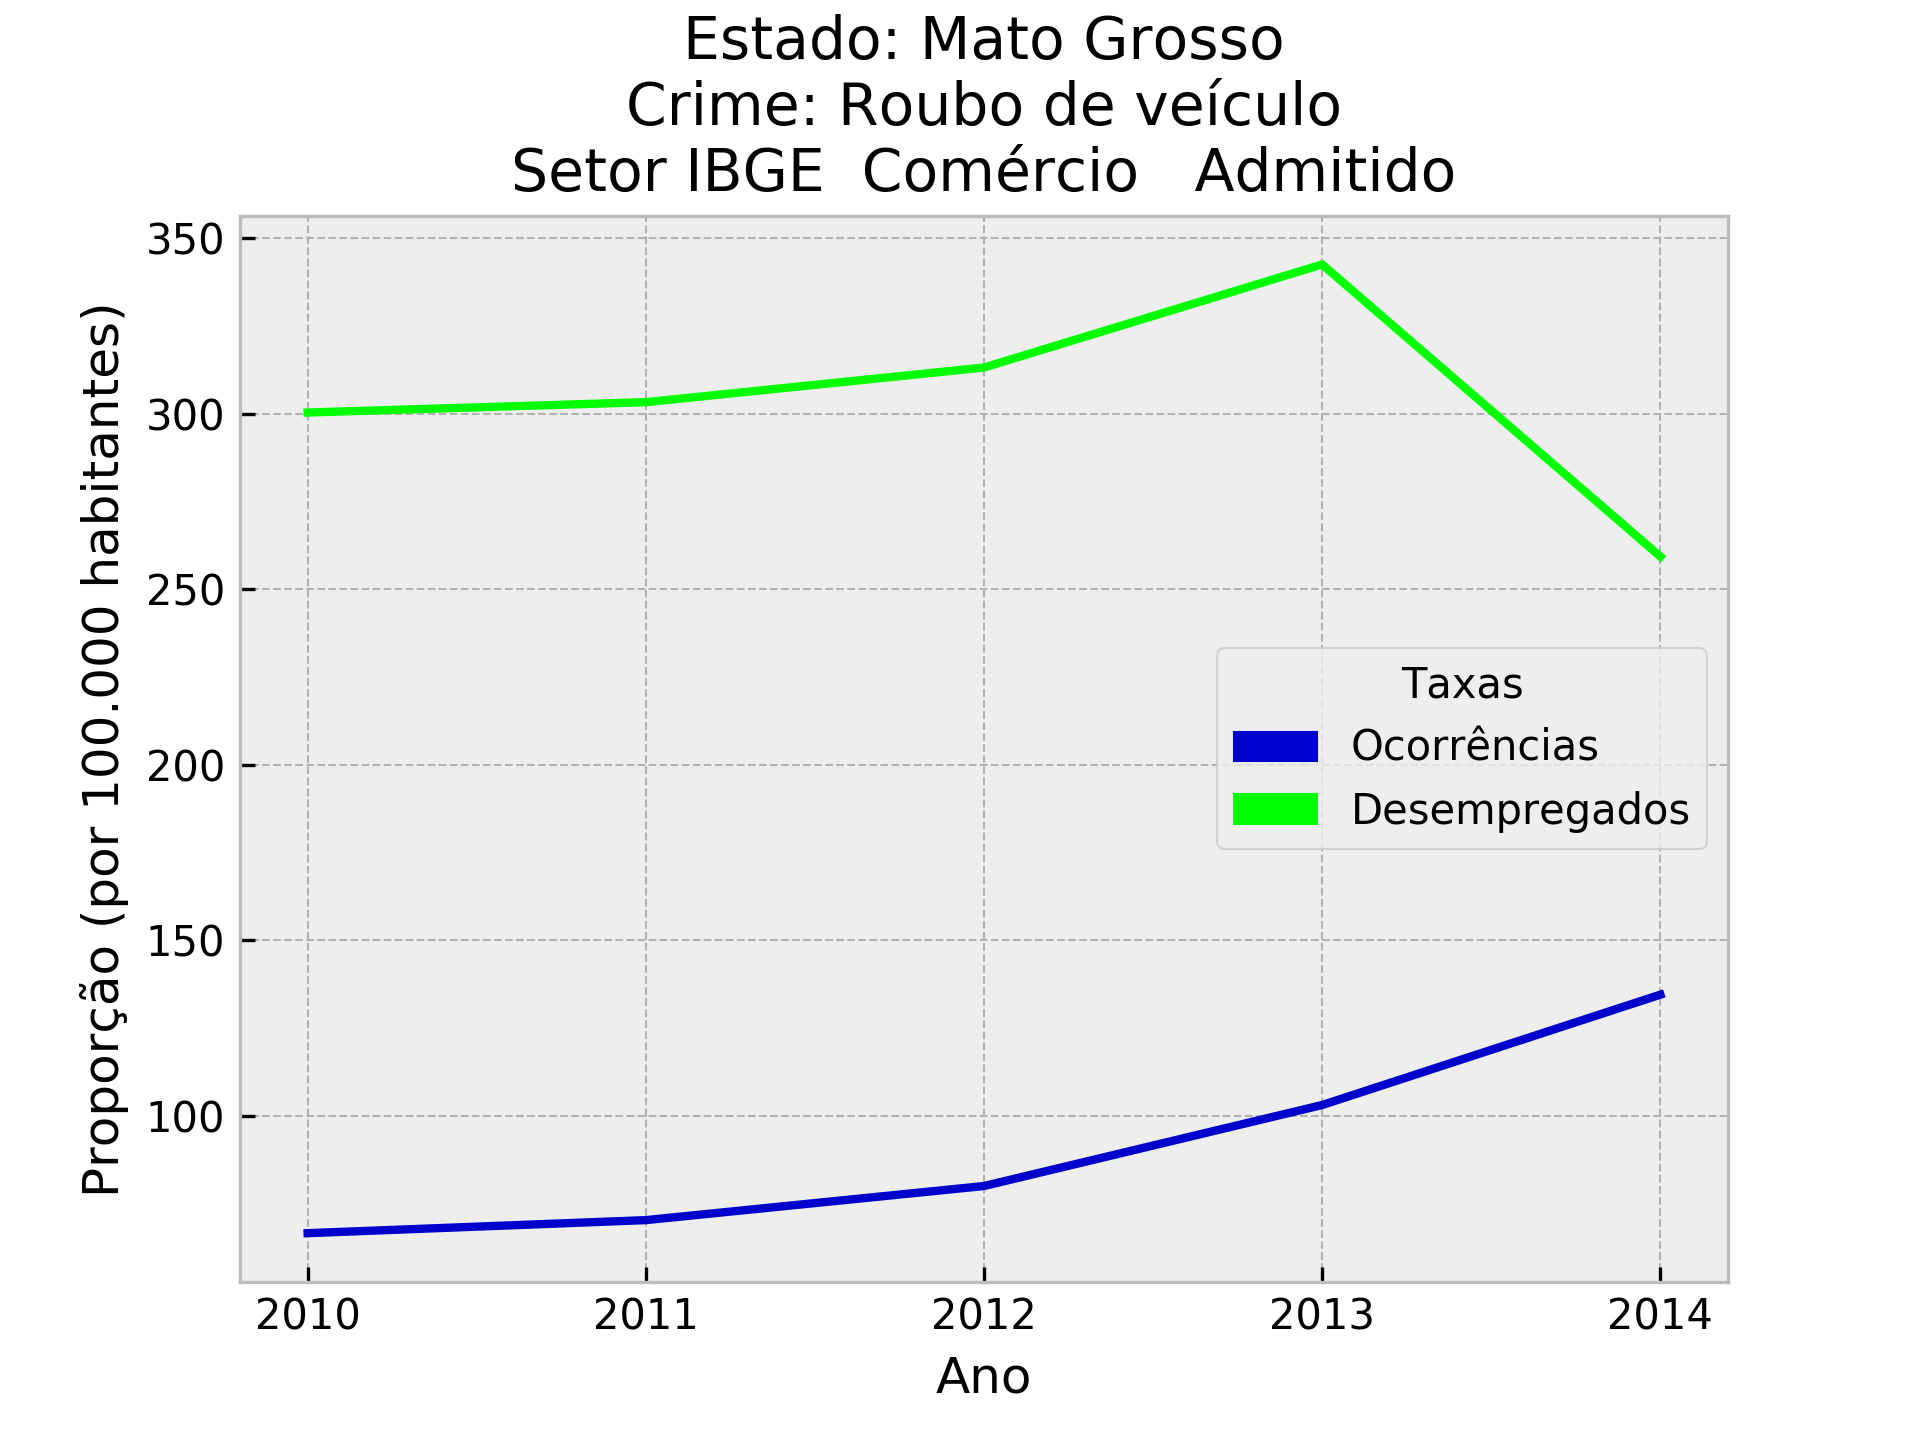 Estado: Mato Grosso
Crime: Roubo de veículo
Setor IBGE  Comércio   Admitido
Proporção (por 100.000 habitantes)
350
300
250
200
150
100
Taxas
Ocorrências
Desempregados
2010 2011 2012 2013 2014
Ano